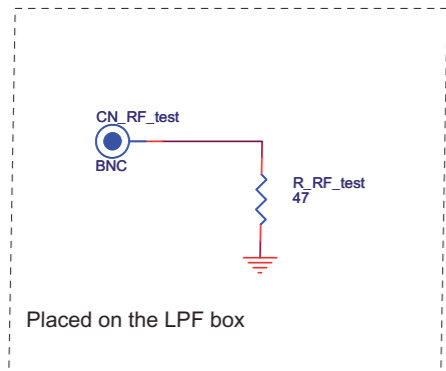 CN_RF_test
BNC
R_RF_test
47
Placed on the LPF box